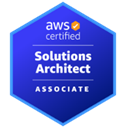 aws
certified
Solutions
Architect
ASSOCIATE